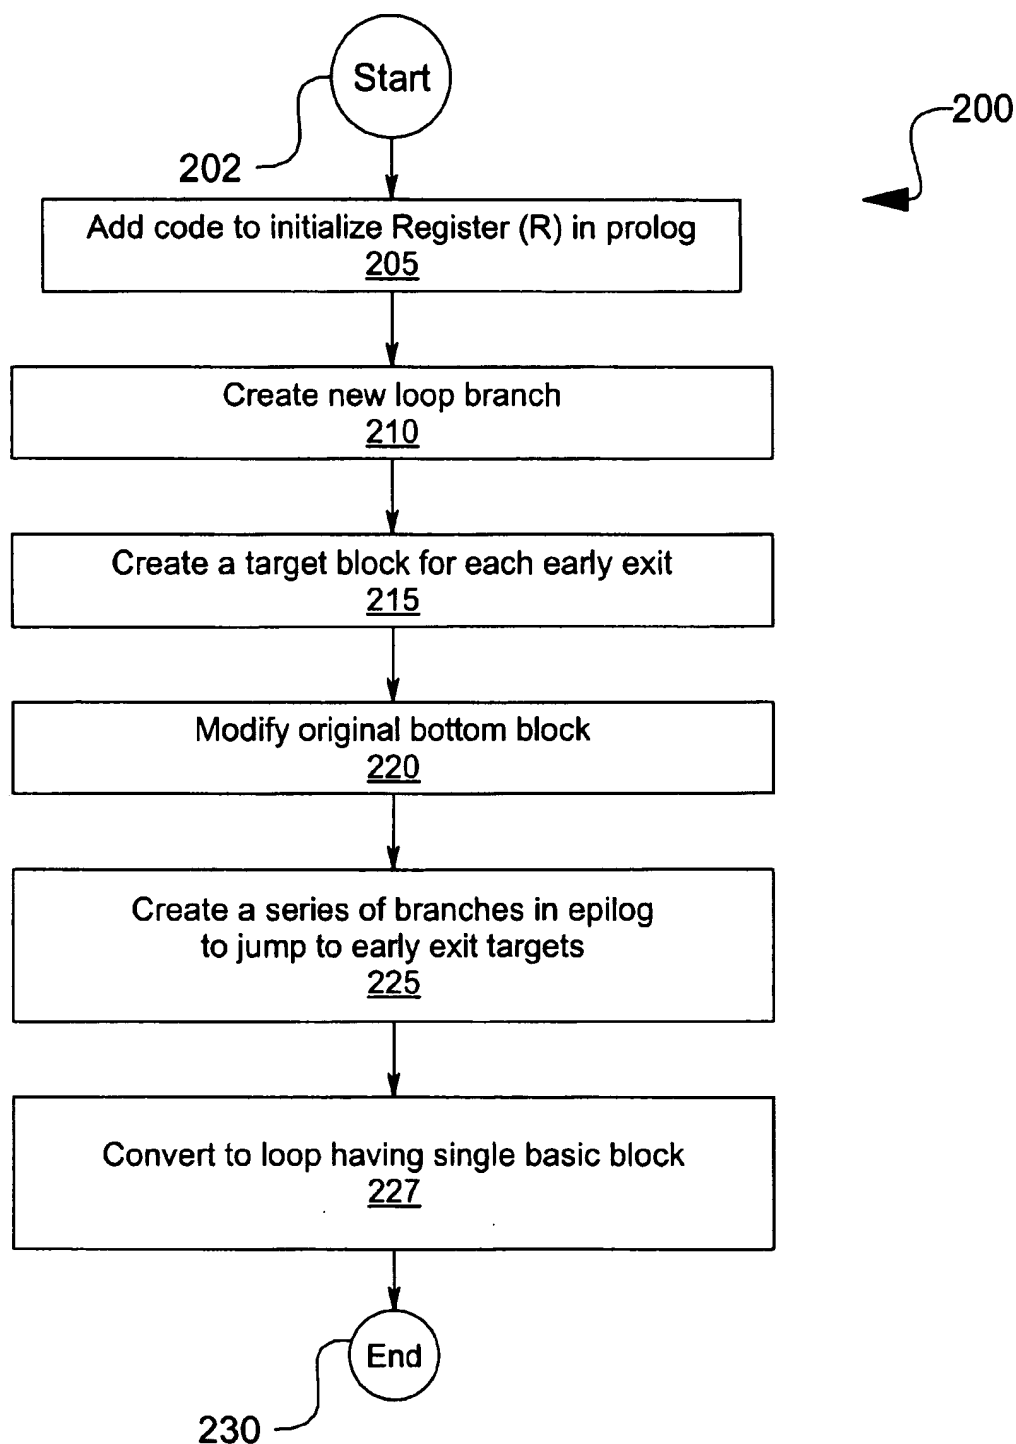 Start
200
202
Add code to initialize Register (R) in prolog
205
Create new loop branch
210
Create a target block for each early exit
215
Modify original bottom block
220
Create a series of branches in epilog
to jump to early exit targets
225
Convert to loop having single basic block
227
End
230